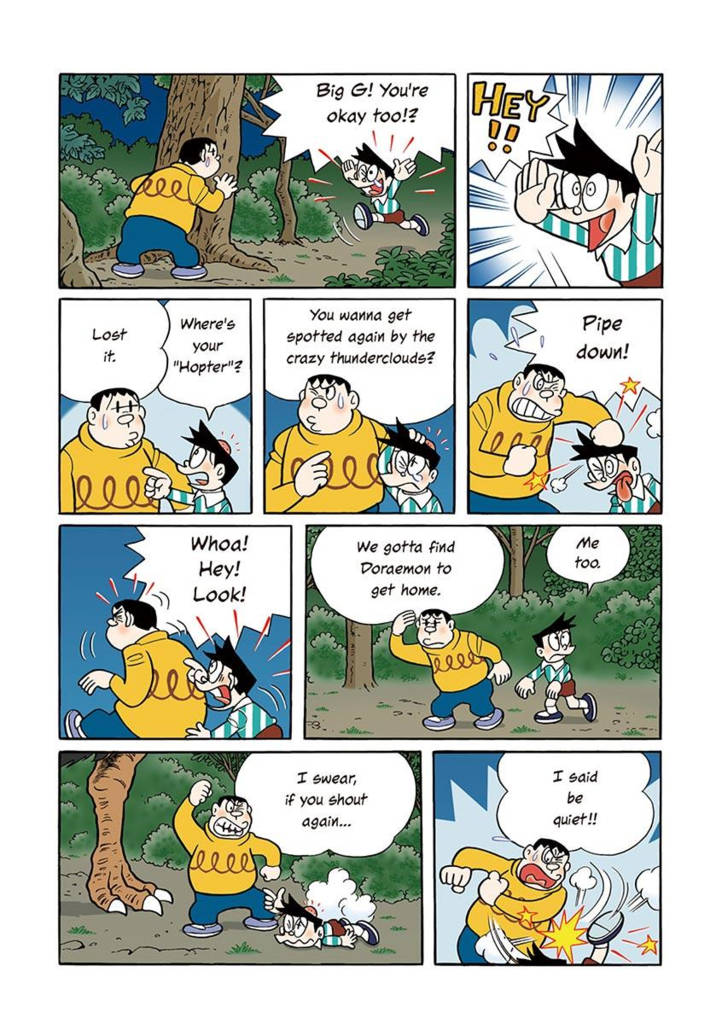 HEY
!!
Big G! You're
okay too!?
Pipe
down!
You wanna get
spotted again by the
crazy thunderclouds?
Where's
your
"Hopter"?
Lost
it.
Me
too.
We gotta find
Doraemon to
get home.
Whoa!
Hey!
Look!
I said
be
quiet!!
I swear,
if you shout
again...